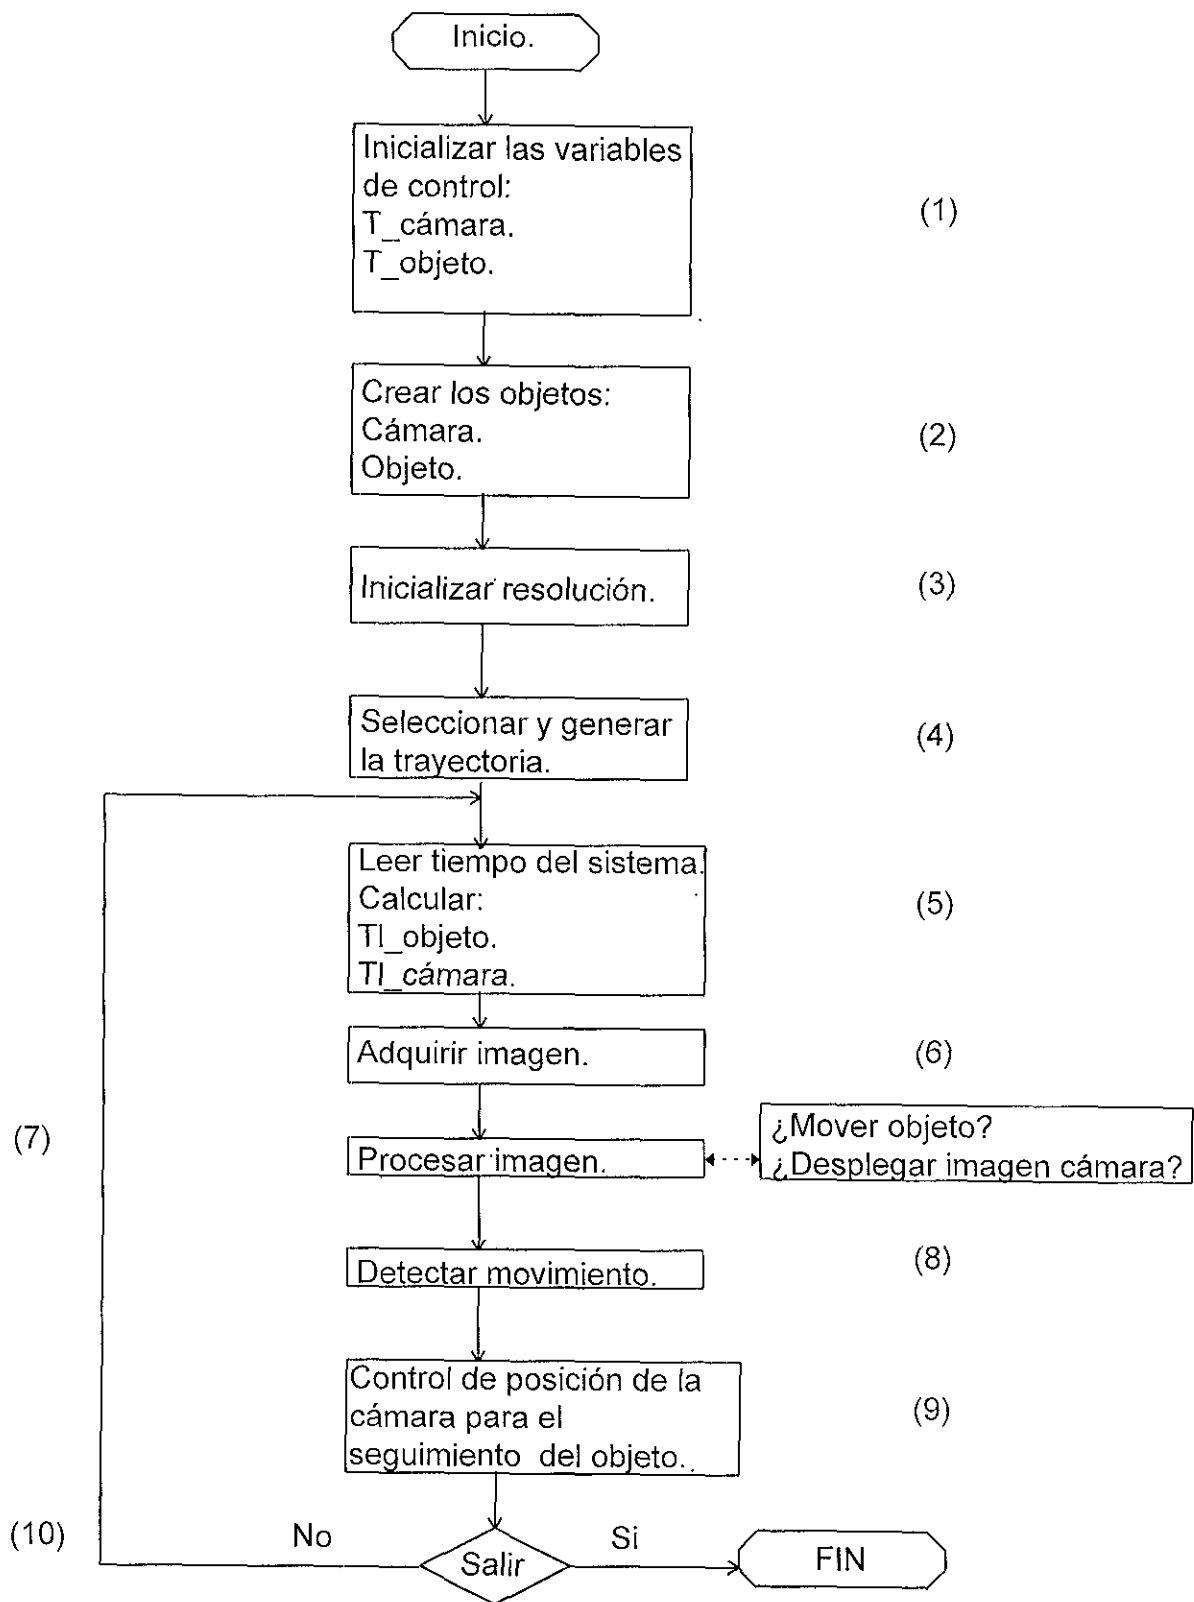 Inicio.
Inicializar las variables
de control:
T_cámara.
T_objeto.
(1)
Crear los objetos:
Cámara.
Objeto.
(2)
Inicializar resolución.
(3)
Seleccionar y generar
la trayectoria.
(4)
Leer tiempo del sistema.
Calcular:
TI_objeto.
TI_cámara.
(5)
Adquirir imagen.
(6)
(7)
Procesar imagen.
¿Mover objeto?
¿Desplegar imagen cámara?
Detectar movimiento.
(8)
Control de posición de la
cámara para el
seguimiento del objeto.
(9)
(10)
No
Salir
Si
FIN